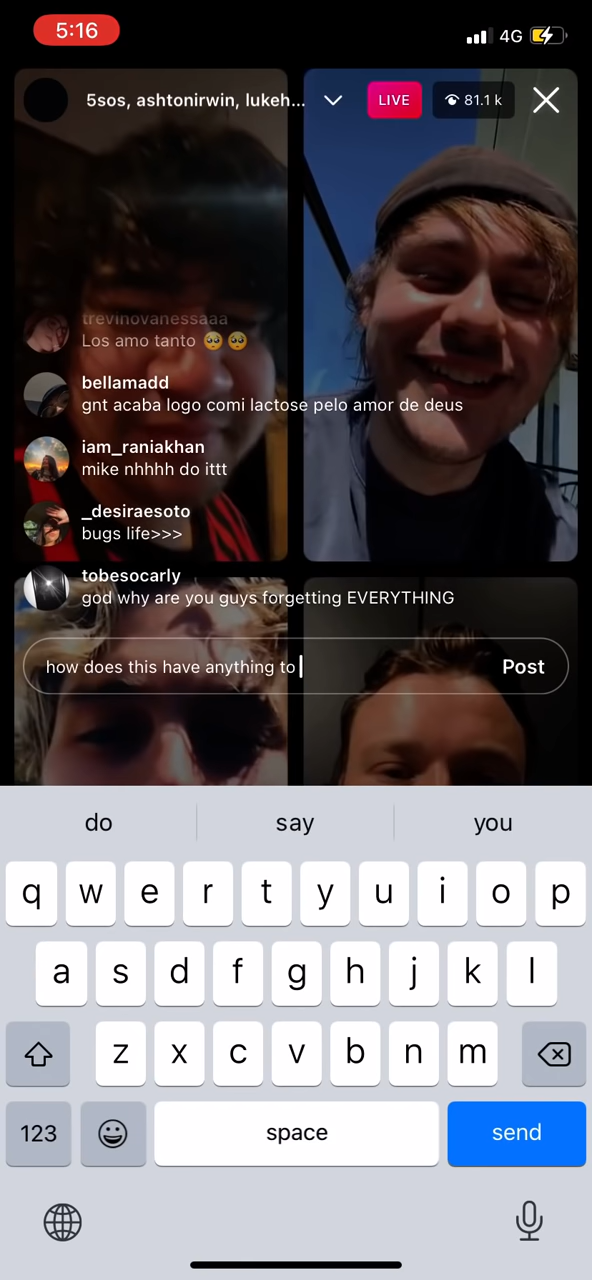 5:16
4G
5sos, ashtonirwin, lukeh...
LIVE
81.1 k
trevinovanessaaa
Los amo tanto 🥺🥺
bellamadd
gnt acaba logo comi lactose pelo amor de deus
iam_raniakhan
mike nhhhh do ittt
_desiraesoto
bugs life>>>
tobesocarly
god why are you guys forgetting EVERYTHING
how does this have anything to
Post
do say you
q w e r t y u i o p
a s d f g h j k l
z x c v b n m
123 space send